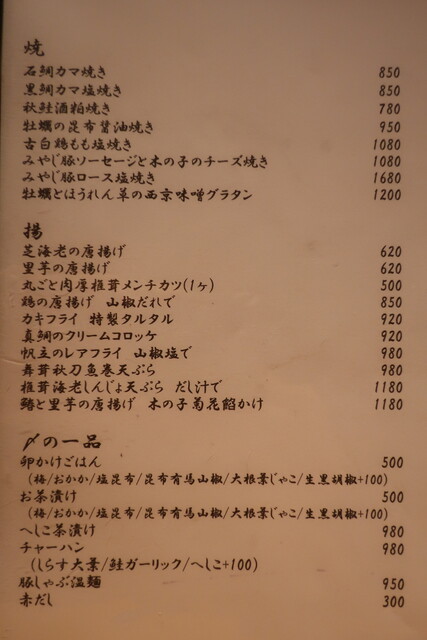 焼
石鯛カマ焼き 850
黒鯛カマ塩焼き 850
秋鮭酒粕焼き 780
牡蠣の昆布醤油焼き 950
古白鶏もも塩焼き 1080
みやじ豚ソーセージと木の子のチーズ焼き 1080
みやじ豚ロース塩焼き 1680
牡蠣とほうれん草の西京味噌グラタン 1200
揚
芝海老の唐揚げ 620
里芋の唐揚げ 620
丸ごと肉厚椎茸メンチカツ(1ヶ) 500
鶏の唐揚げ 山椒だれで 850
カキフライ 特製タルタル 920
真鯛のクリームコロッケ 920
帆立のレアフライ 山椒塩で 980
舞茸秋刀魚巻天ぷら 980
椎茸海老しんじょ天ぷら だし汁で 1180
鰆と里芋の唐揚げ 木の子菊花餡かけ 1180
〆の一品
卵かけごはん 500
(梅/おかか/塩昆布/昆布有馬山椒/大根葉じゃこ/生黒胡椒+100)
お茶漬け 500
(梅/おかか/塩昆布/昆布有馬山椒/大根葉じゃこ/生黒胡椒+100)
へしこ茶漬け 980
チャーハン 980
(しらす大葉/鮭ガーリック/へしこ+100)
豚しゃぶ温麺 950
赤だし 300